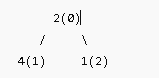 2(0)
/ \
4(1) 1(2)